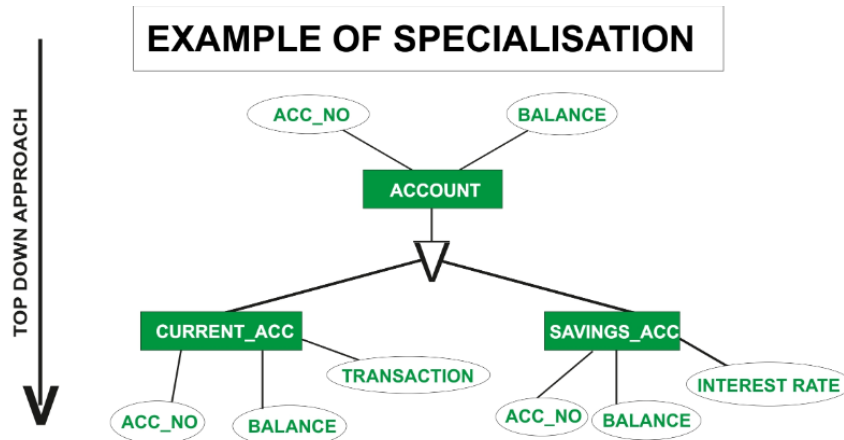 EXAMPLE OF SPECIALISATION
TOP DOWN APPROACH
ACC_NO
BALANCE
ACCOUNT
CURRENT_ACC
SAVINGS_ACC
TRANSACTION
INTEREST RATE
ACC_NO
BALANCE
ACC_NO
BALANCE